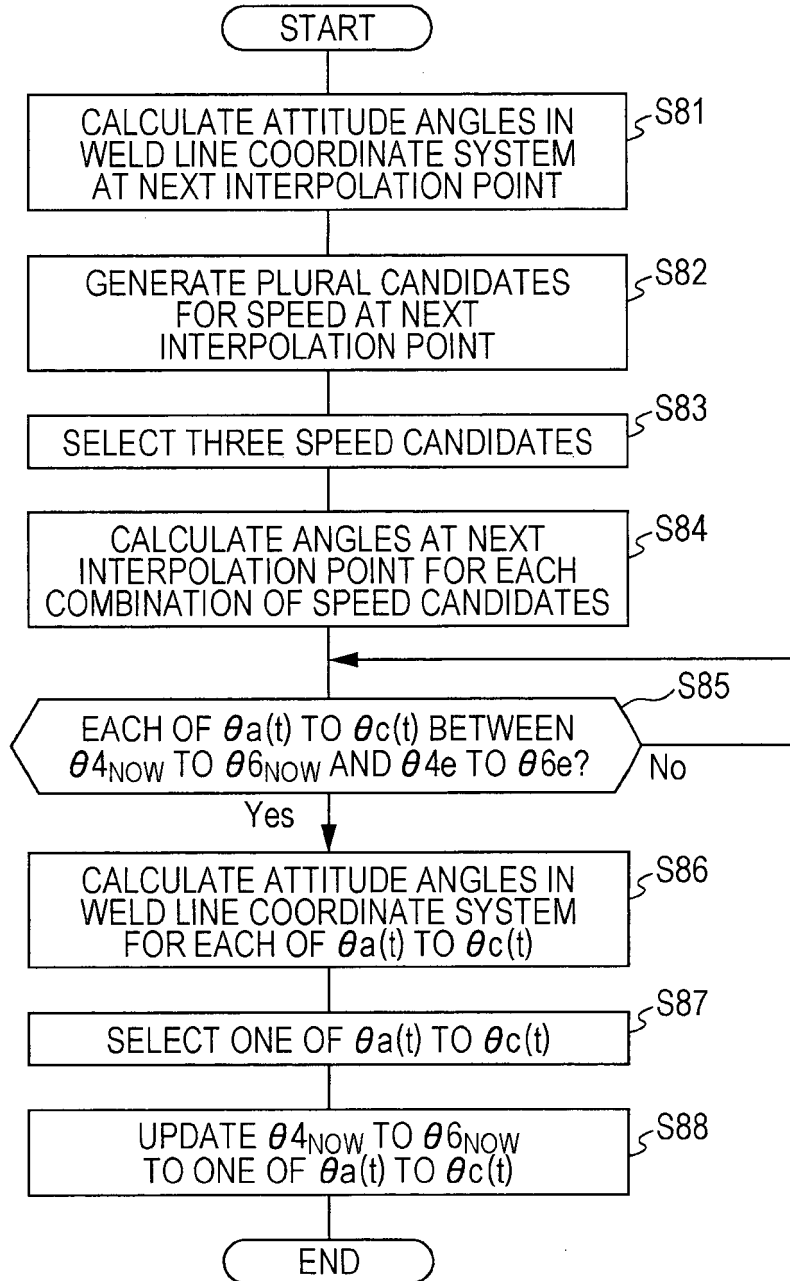 START
CALCULATE ATTITUDE ANGLES IN
WELD LINE COORDINATE SYSTEM
AT NEXT INTERPOLATION POINT
S81
GENERATE PLURAL CANDIDATES
FOR SPEED AT NEXT
INTERPOLATION POINT
S82
SELECT THREE SPEED CANDIDATES
S83
CALCULATE ANGLES AT NEXT
INTERPOLATION POINT FOR EACH
COMBINATION OF SPEED CANDIDATES
S84
EACH OF θa(t) TO θc(t) BETWEEN
θ4NOW TO θ6NOW AND θ4e TO θ6e?
S85
No
Yes
CALCULATE ATTITUDE ANGLES IN
WELD LINE COORDINATE SYSTEM
FOR EACH OF θa(t) TO θc(t)
S86
SELECT ONE OF θa(t) TO θc(t)
S87
UPDATE θ4NOW TO θ6NOW
TO ONE OF θa(t) TO θc(t)
S88
END